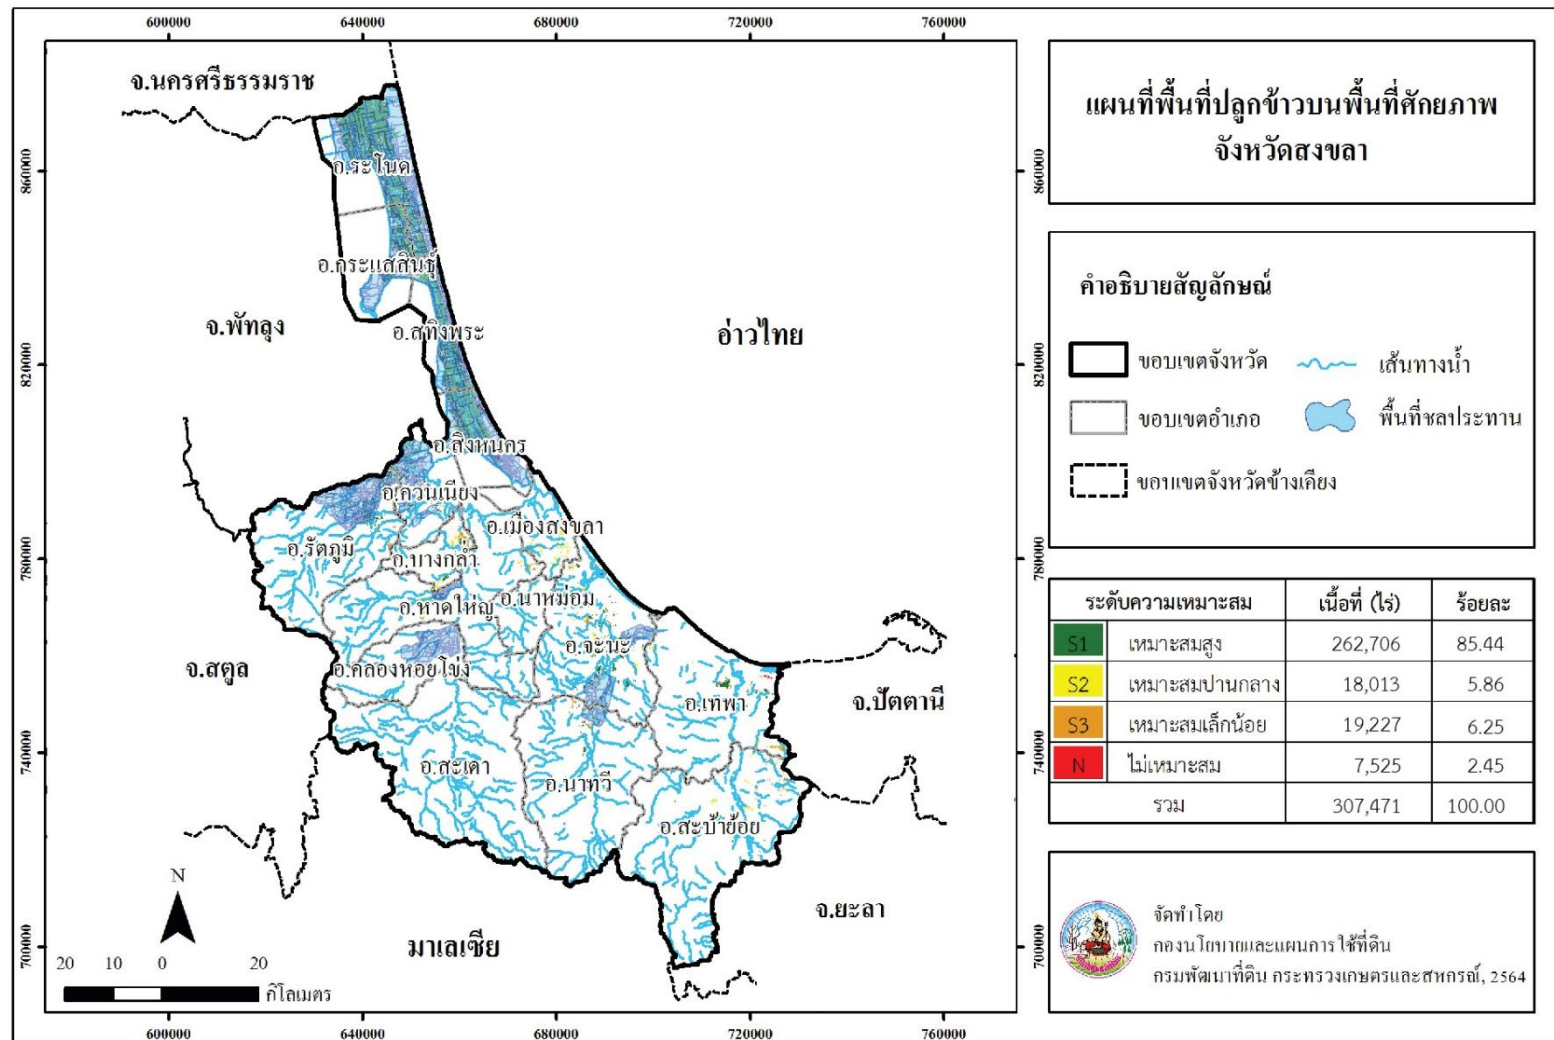 600000 640000 680000 720000 760000
จ.นครศรีธรรมราช
860000 860000
อ.ระโนด
อ.กระแสสินธุ์
จ.พัทลุง
อ.สทิงพระ
อ่าวไทย
820000 820000
อ.สิงหนคร
อ.ควนเนียง
อ.เมืองสงขลา
อ.รัตภูมิ
อ.บางกล่ำ
780000 780000
อ.หาดใหญ่
อ.นาหม่อม
อ.จะนะ
จ.สตูล
อ.คลองหอยโข่ง
อ.เทพา
จ.ปัตตานี
740000 740000
อ.สะเดา
อ.นาทวี
อ.สะบ้าย้อย
N
จ.ยะลา
มาเลเซีย
700000 700000
20 10 0 20
กิโลเมตร
600000 640000 680000 720000 760000
แผนที่พื้นที่ปลูกข้าวบนพื้นที่ศักยภาพ
จังหวัดสงขลา
คำอธิบายสัญลักษณ์
ขอบเขตจังหวัด เส้นทางน้ำ
ขอบเขตอำเภอ พื้นที่ชลประทาน
ขอบเขตจังหวัดข้างเคียง
ระดับความเหมาะสม เนื้อที่ (ไร่) ร้อยละ
S1 เหมาะสมสูง 262,706 85.44
S2 เหมาะสมปานกลาง 18,013 5.86
S3 เหมาะสมเล็กน้อย 19,227 6.25
N ไม่เหมาะสม 7,525 2.45
รวม 307,471 100.00
จัดทำโดย
กองนโยบายและแผนการใช้ที่ดิน
กรมพัฒนาที่ดิน กระทรวงเกษตรและสหกรณ์, 2564